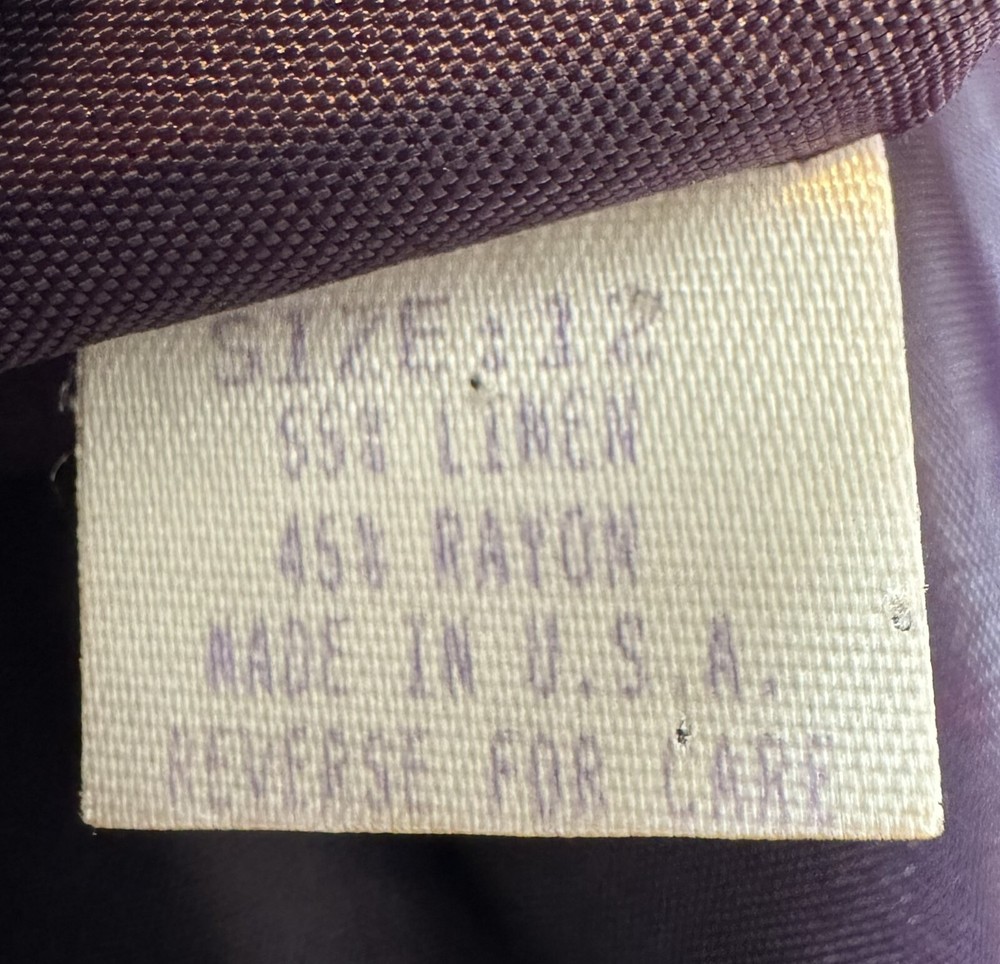 SIZE:12
55% LINEN
45% RAYON
MADE IN U.S.A.
REVERSE FOR CARE